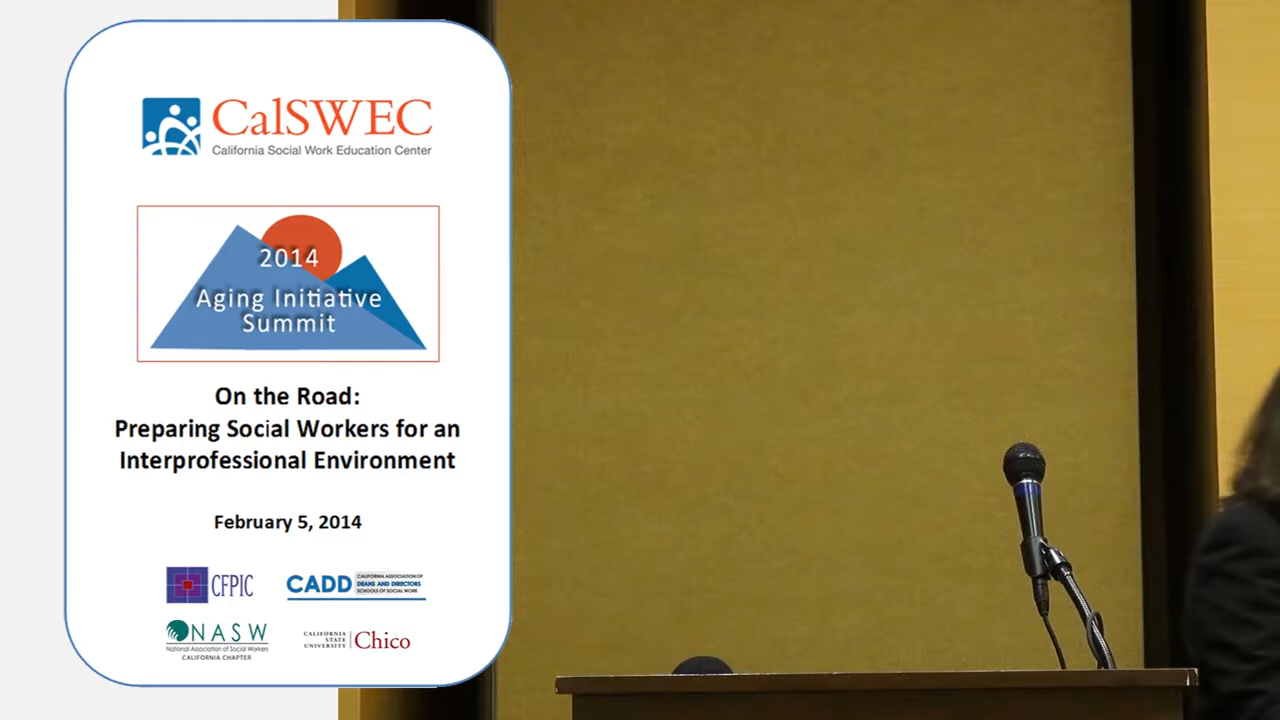 CalSWEC
California Social Work Education Center
2014
Aging Initiative
Summit
On the Road:
Preparing Social Workers for an
Interprofessional Environment
February 5, 2014
CFPIC
CADD
CALIFORNIA ASSOCIATION OF
DEANS AND DIRECTORS
SCHOOLS OF SOCIAL WORK
NASW
National Association of Social Workers
CALIFORNIA CHAPTER
CALIFORNIA
STATE
UNIVERSITY
Chico